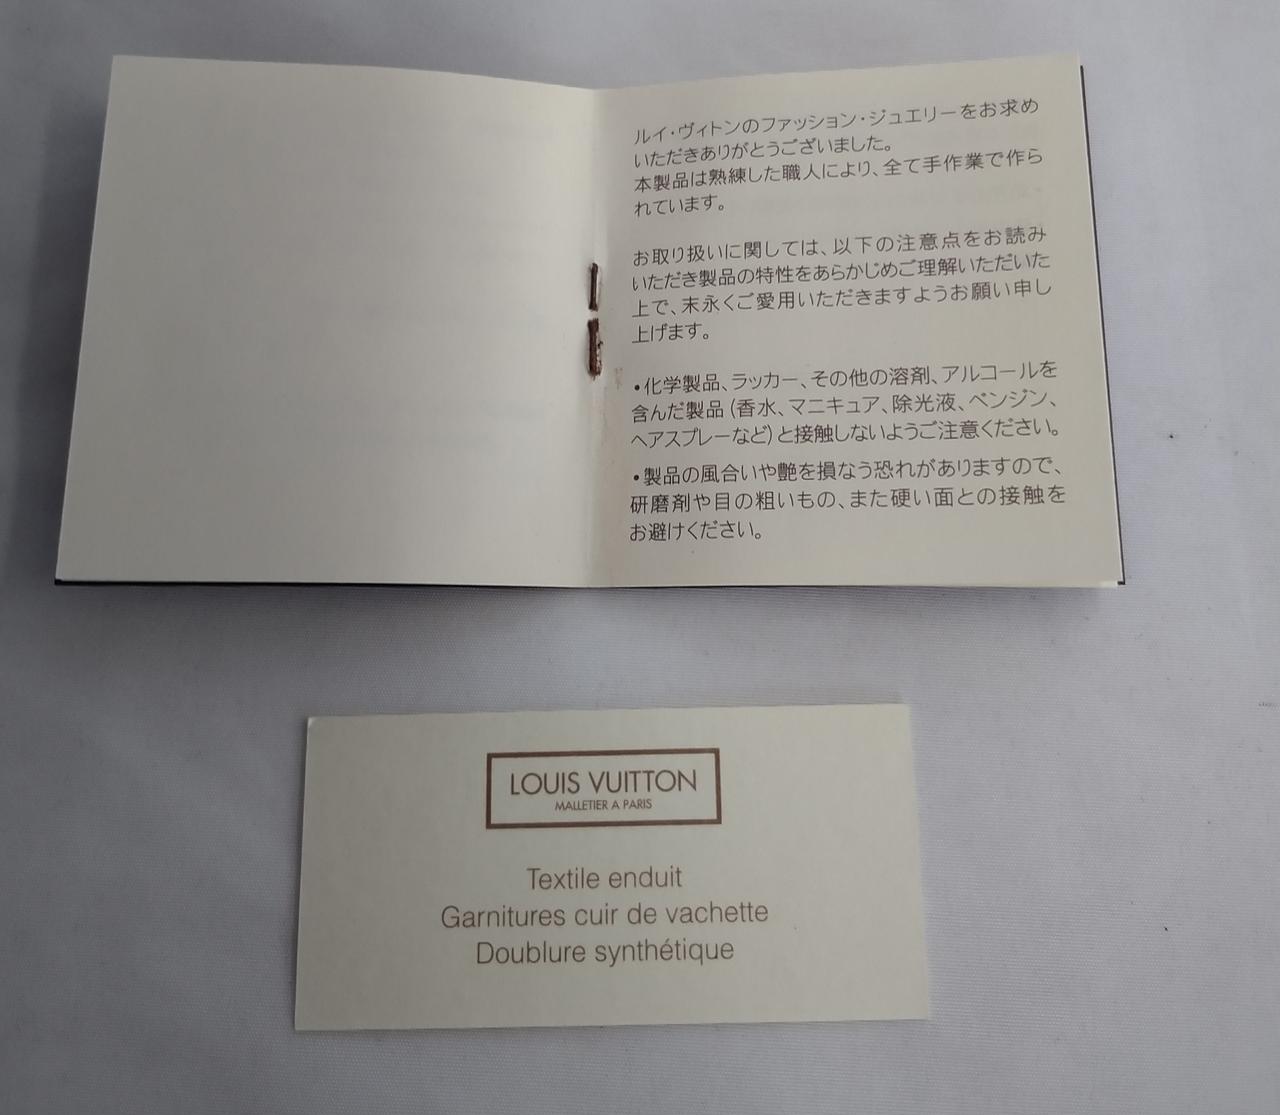 ルイ・ヴィトンのファッション・ジュエリーをお求め
いただきありがとうございました。
本製品は熟練した職人により、全て手作業で作ら
れています。
お取り扱いに関しては、以下の注意点をお読み
いただき製品の特性をあらかじめご理解いただいた
上で、末永くご愛用いただきますようお願い申し
上げます。
•化学製品、ラッカー、その他の溶剤、アルコールを
含んだ製品(香水、マニキュア、除光液、ベンジン、
ヘアスプレーなど)と接触しないようご注意ください。
•製品の風合いや艶を損なう恐れがありますので、
研磨剤や目の粗いもの、また硬い面との接触を
お避けください。
LOUIS VUITTON
MALLETIER A PARIS
Textile enduit
Garnitures cuir de vachette
Doublure synthétique